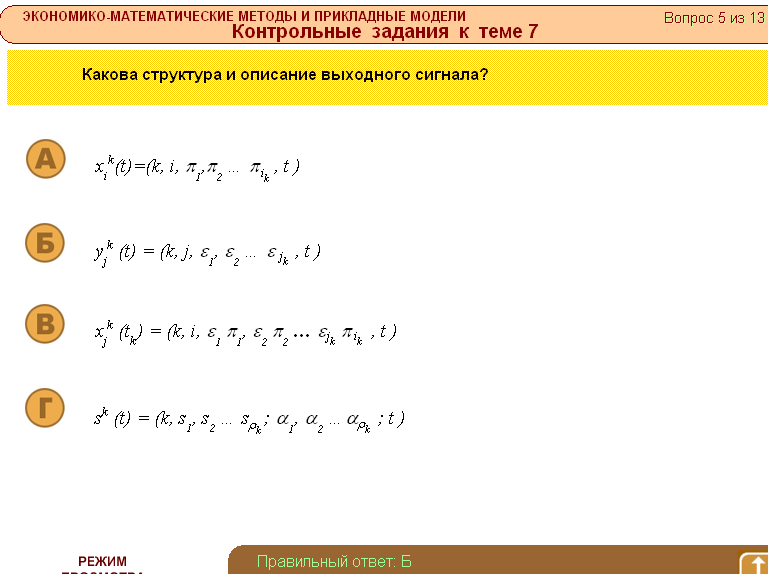 ЭКОНОМИКО-МАТЕМАТИЧЕСКИЕ МЕТОДЫ И ПРИКЛАДНЫЕ МОДЕЛИ
Вопрос 5 из 13
Контрольные задания к теме 7
Какова структура и описание выходного сигнала?
А
x_i^k(t)=(k, i, π_1, π_2 ... π_{i_k} , t )
Б
y_j^k (t) = (k, j, ε_1, ε_2 ... ε_{j_k} , t )
В
x_j^k (t_k) = (k, i, ε_1 π_1, ε_2 π_2 ... ε_{j_k} π_{i_k} , t )
Г
s^k (t) = (k, s_1, s_2 ... s_{ρ_k} ; α_1, α_2 ... α_{ρ_k} ; t )
РЕЖИМ
Правильный ответ: Б